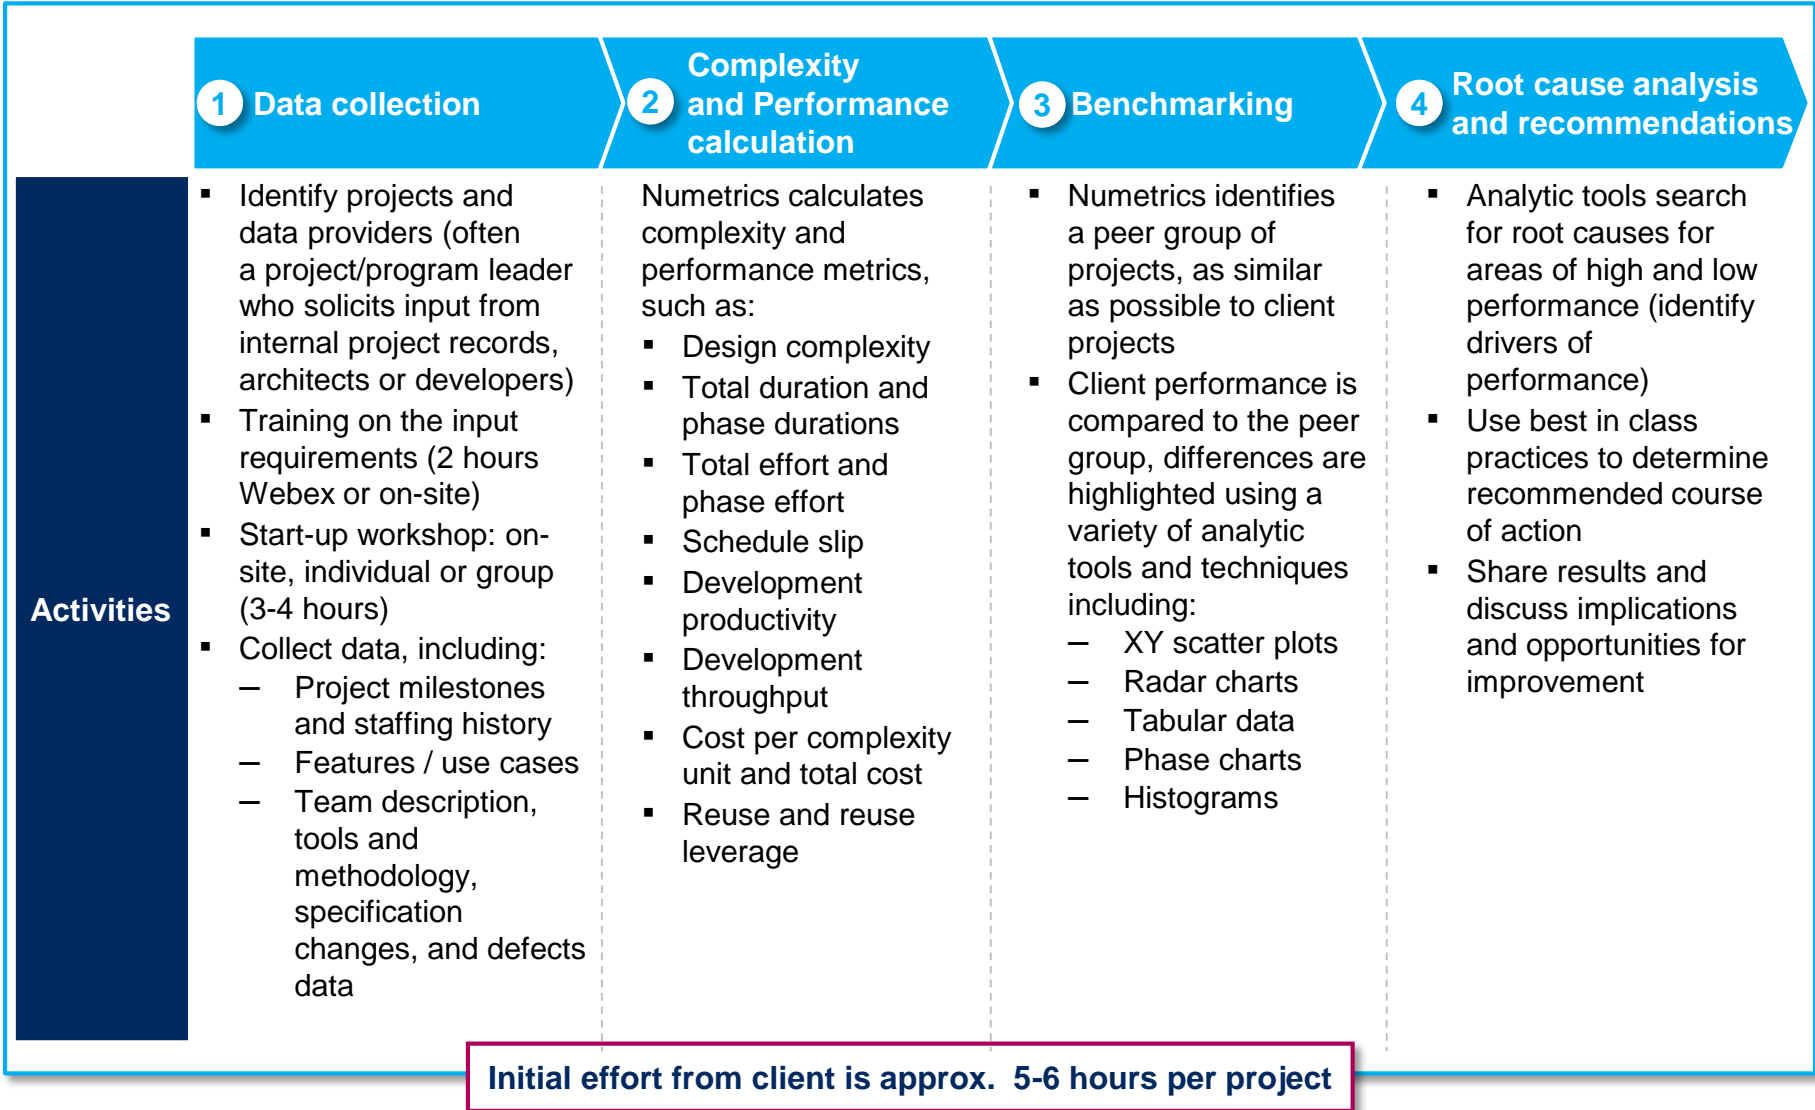 1 Data collection
2 Complexity
and Performance
calculation
3 Benchmarking
4 Root cause analysis
and recommendations
Activities
▪ Identify projects and
data providers (often
a project/program leader
who solicits input from
internal project records,
architects or developers)
▪ Training on the input
requirements (2 hours
Webex or on-site)
▪ Start-up workshop: on-
site, individual or group
(3-4 hours)
▪ Collect data, including:
– Project milestones
and staffing history
– Features / use cases
– Team description,
tools and
methodology,
specification
changes, and defects
data
Numetrics calculates
complexity and
performance metrics,
such as:
▪ Design complexity
▪ Total duration and
phase durations
▪ Total effort and
phase effort
▪ Schedule slip
▪ Development
productivity
▪ Development
throughput
▪ Cost per complexity
unit and total cost
▪ Reuse and reuse
leverage
▪ Numetrics identifies
a peer group of
projects, as similar
as possible to client
projects
▪ Client performance is
compared to the peer
group, differences are
highlighted using a
variety of analytic
tools and techniques
including:
– XY scatter plots
– Radar charts
– Tabular data
– Phase charts
– Histograms
▪ Analytic tools search
for root causes for
areas of high and low
performance (identify
drivers of
performance)
▪ Use best in class
practices to determine
recommended course
of action
▪ Share results and
discuss implications
and opportunities for
improvement
Initial effort from client is approx.  5-6 hours per project